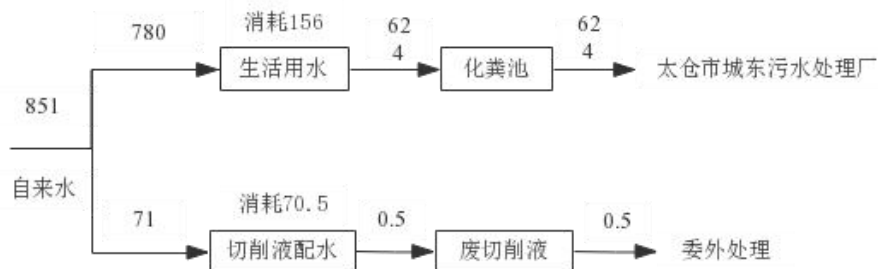 780
消耗156
62
4
62
4
生活用水
化粪池
太仓市城东污水处理厂
851
自来水
71
消耗70.5
0.5
0.5
切削液配水
废切削液
委外处理